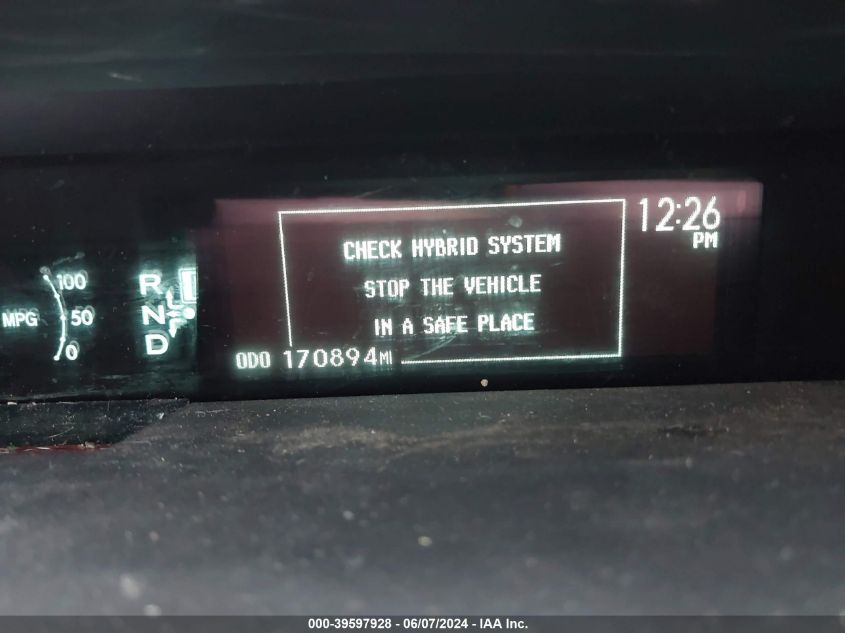 12:26
PM
CHECK HYBRID SYSTEM
STOP THE VEHICLE
IN A SAFE PLACE
100
MPG 50
0
R
N
D
ODO 170894MI
000-39597928 - 06/07/2024 - IAA Inc.